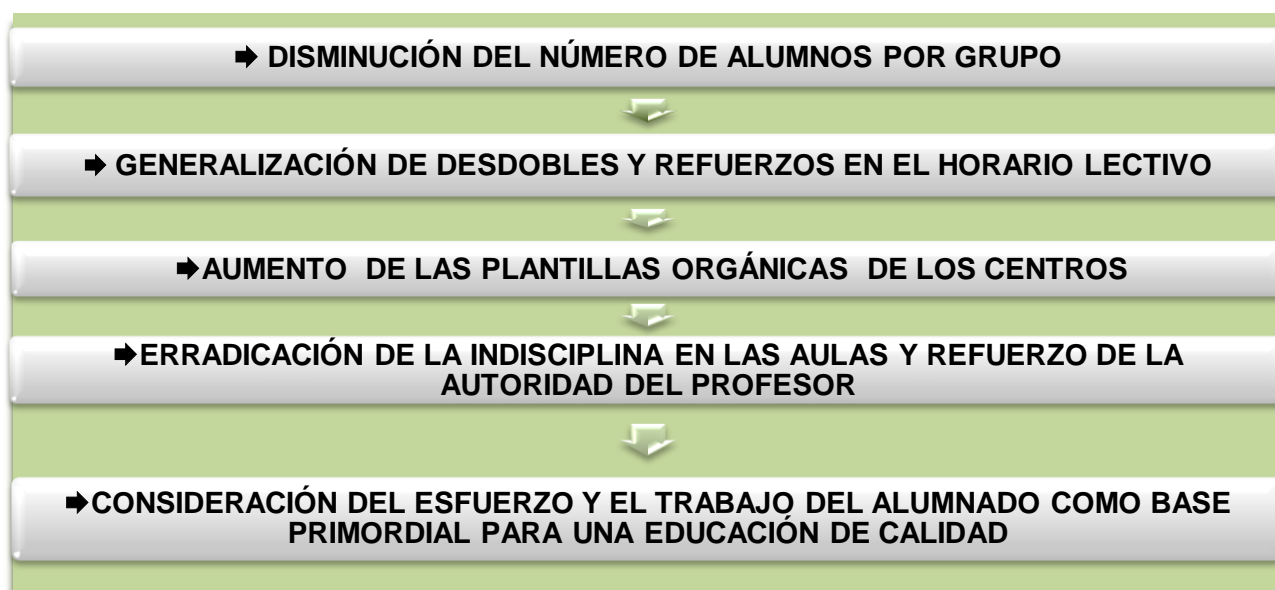 ➡ DISMINUCIÓN DEL NÚMERO DE ALUMNOS POR GRUPO
➡ GENERALIZACIÓN DE DESDOBLES Y REFUERZOS EN EL HORARIO LECTIVO
➡AUMENTO DE LAS PLANTILLAS ORGÁNICAS DE LOS CENTROS
➡ERRADICACIÓN DE LA INDISCIPLINA EN LAS AULAS Y REFUERZO DE LA
AUTORIDAD DEL PROFESOR
➡CONSIDERACIÓN DEL ESFUERZO Y EL TRABAJO DEL ALUMNADO COMO BASE
PRIMORDIAL PARA UNA EDUCACIÓN DE CALIDAD